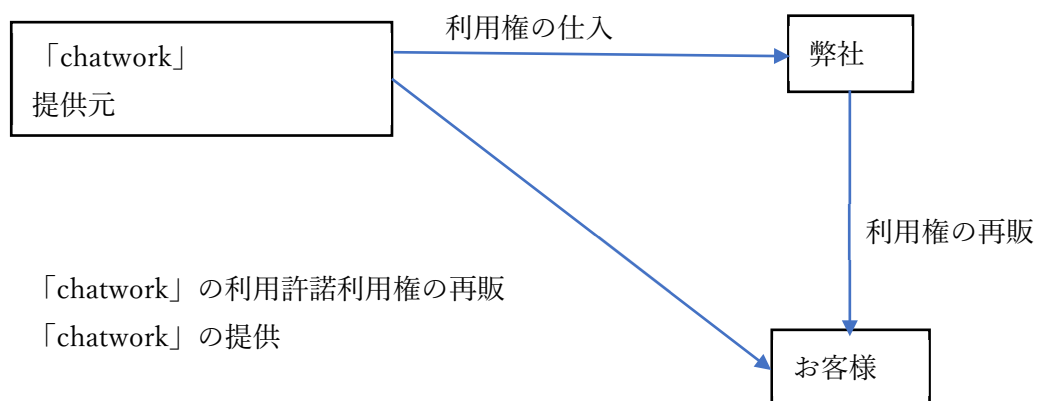 利用権の仕入
「chatwork」
提供元
弊社
利用権の再販
「chatwork」の利用許諾利用権の再販
「chatwork」の提供
お客様